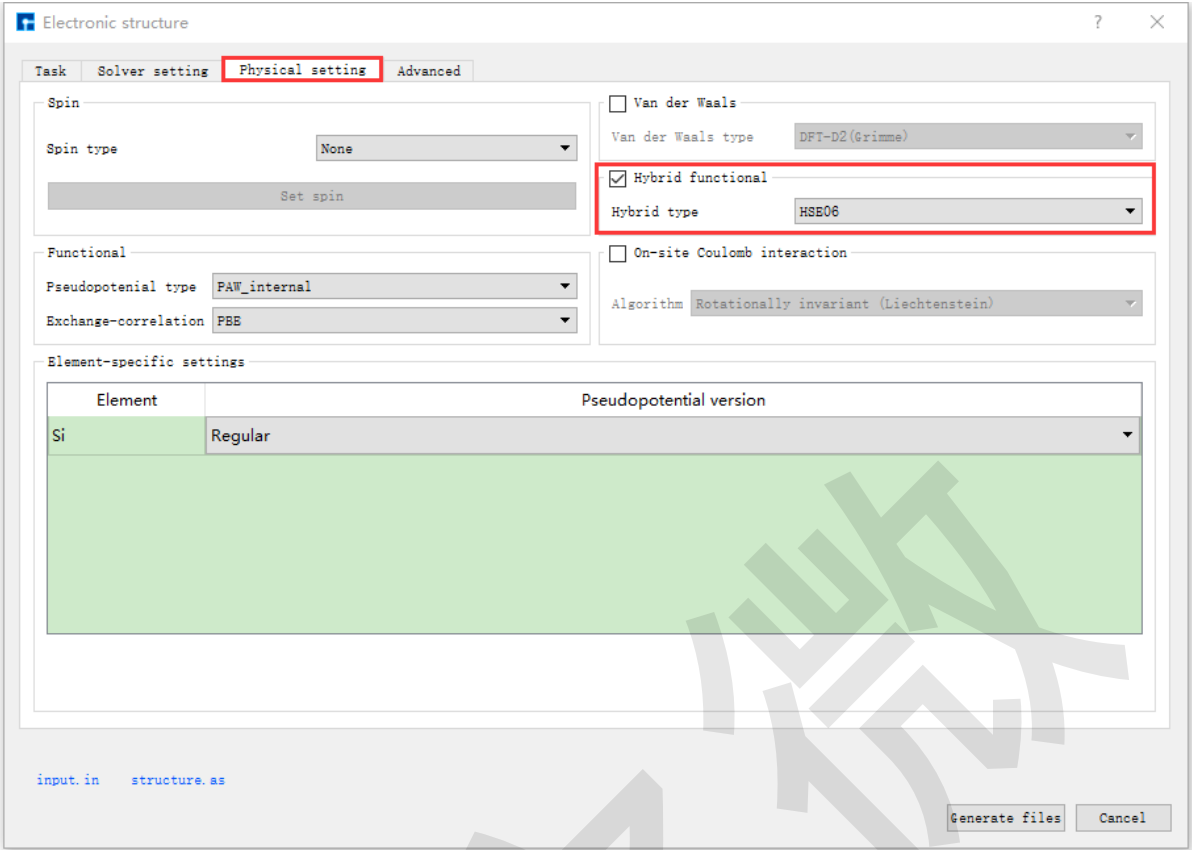 Electronic structure
Task Solver setting Physical setting Advanced
Spin
Spin type None
Set spin
Functional
Pseudopotenial type PAW_internal
Exchange-correlation PBE
Van der Waals
Van der Waals type DFT-D2(Grimme)
Hybrid functional
Hybrid type HSE06
On-site Coulomb interaction
Algorithm Rotationally invariant (Liechtenstein)
Element-specific settings
Element Pseudopotential version
Si Regular
input.in structure.as
Generate files Cancel
微